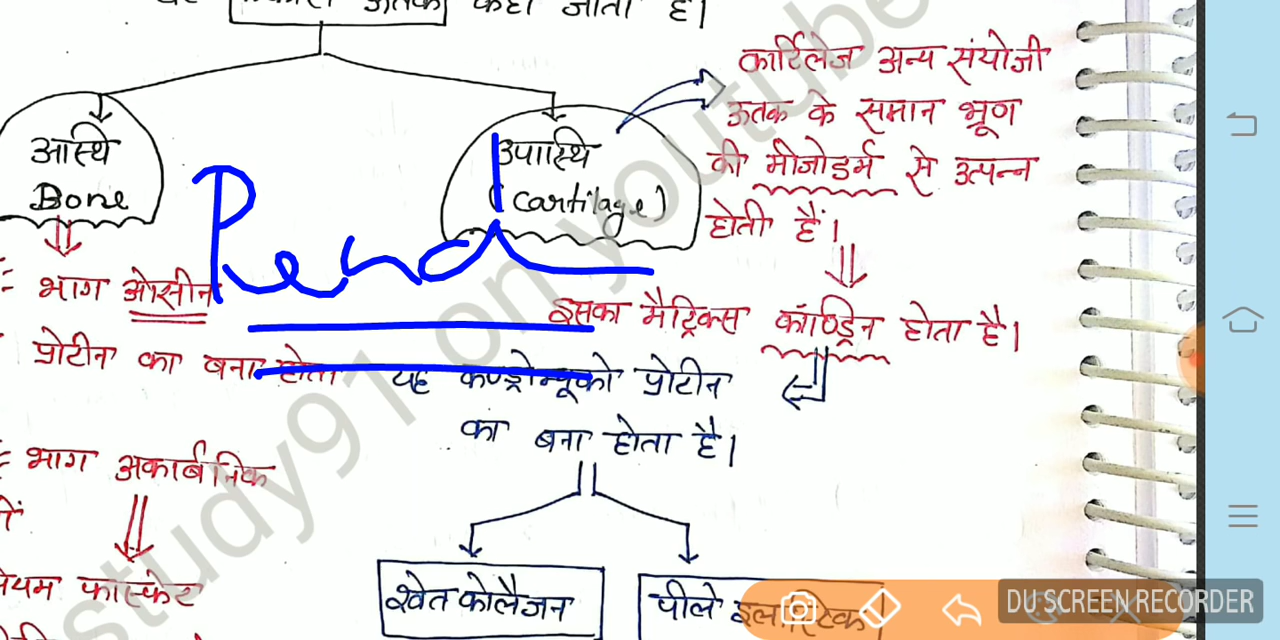 कहा जाता है।
कार्टिलेज अन्य संयोजी
ऊतक के समान भ्रूण
की मीजोडर्म से उत्पन्न
होती हैं।
अस्थि
Bone
उपास्थि
(Cartilage)
भाग ओसीन
प्रोटीन का बना होता
इसका मैट्रिक्स कॉण्ड्रिन होता है।
यह कण्ड्रोम्यूको प्रोटीन
का बना होता है।
भाग अकार्बनिक
फास्फेट
श्वेत कोलैजन
पीले इलास्टिक
study91 on youtube
DU SCREEN RECORDER